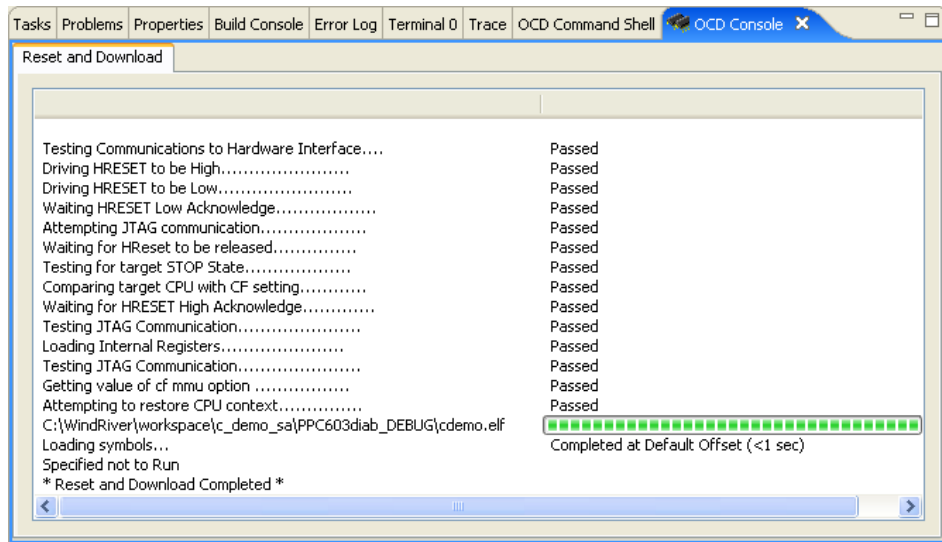 Tasks Problems Properties Build Console Error Log Terminal 0 Trace OCD Command Shell OCD Console
Reset and Download
Testing Communications to Hardware Interface.... Passed
Driving HRESET to be High....................... Passed
Driving HRESET to be Low........................ Passed
Waiting HRESET Low Acknowledge.................. Passed
Attempting JTAG communication................... Passed
Waiting for HReset to be released............... Passed
Testing for target STOP State................... Passed
Comparing target CPU with CF setting............ Passed
Waiting for HRESET High Acknowledge............. Passed
Testing JTAG Communication...................... Passed
Loading Internal Registers...................... Passed
Testing JTAG Communication...................... Passed
Getting value of cf mmu option ................. Passed
Attempting to restore CPU context............... Passed
C:\WindRiver\workspace\c_demo_sa\PPC603diab_DEBUG\cdemo.elf
Loading symbols... Completed at Default Offset (<1 sec)
Specified not to Run
* Reset and Download Completed *